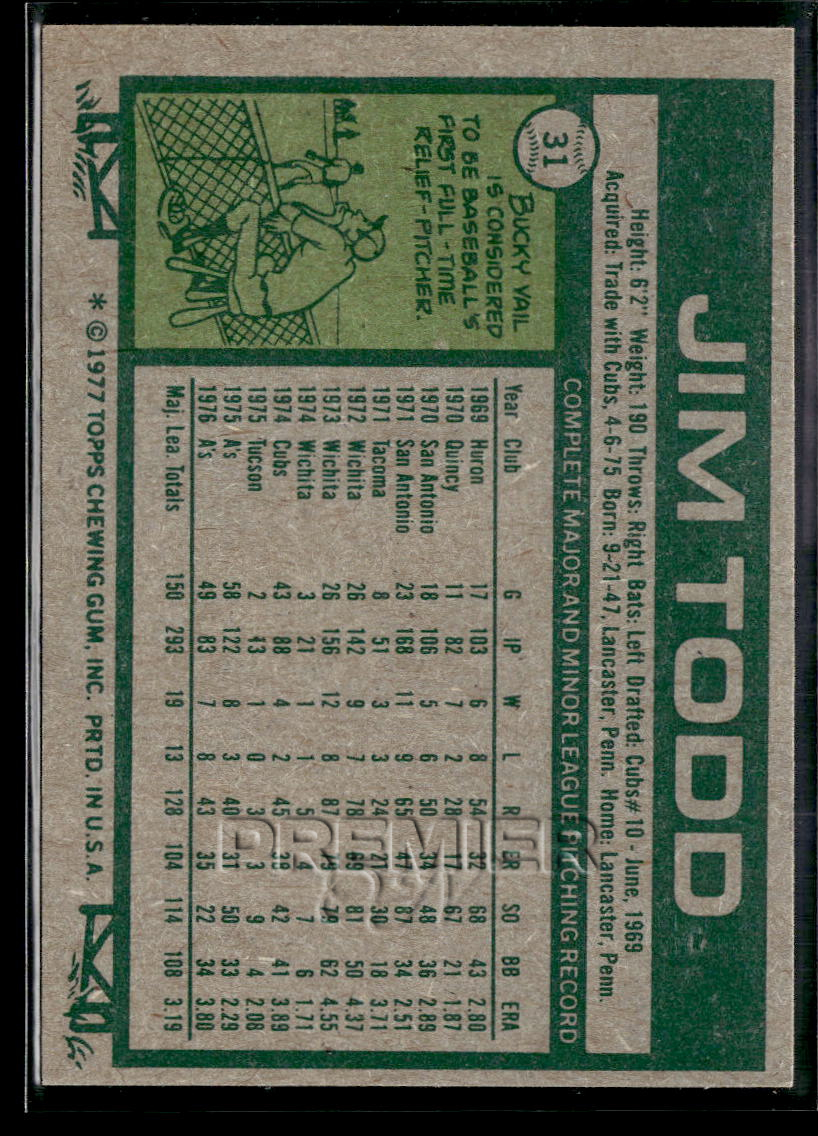 31
JIM TODD
Height: 6'2" Weight: 190 Throws: Right Bats: Left Drafted: Cubs #10 - June, 1969
Acquired: Trade with Cubs, 4-6-75 Born: 9-21-47, Lancaster, Penn. Home: Lancaster, Penn.
BUCKY VAIL
IS CONSIDERED
TO BE BASEBALL'S
FIRST FULL-TIME
RELIEF-PITCHER.
COMPLETE MAJOR AND MINOR LEAGUE PITCHING RECORD
Year Club G IP W L R ER SO BB ERA
1969 Huron 17 103 6 8 54 32 68 43 2.80
1970 Quincy 11 82 7 2 28 17 67 21 1.87
1970 San Antonio 18 106 5 6 50 34 48 36 2.89
1971 San Antonio 23 168 11 9 65 47 87 34 2.51
1971 Tacoma 8 51 3 3 24 21 30 18 3.71
1972 Wichita 26 142 9 7 78 69 81 50 4.37
1973 Wichita 26 156 12 8 87 79 79 62 4.55
1974 Wichita 3 21 1 1 5 4 7 6 1.71
1974 Cubs 43 88 4 2 45 38 42 41 3.89
1975 Tucson 2 13 1 0 3 3 9 4 2.08
1975 A's 58 122 8 3 40 31 50 33 2.29
1976 A's 49 83 7 8 43 35 22 34 3.80
Maj. Lea. Totals 150 293 19 13 128 104 114 108 3.19
* © 1977 TOPPS CHEWING GUM, INC. PRTD. IN U.S.A.
PREMIER